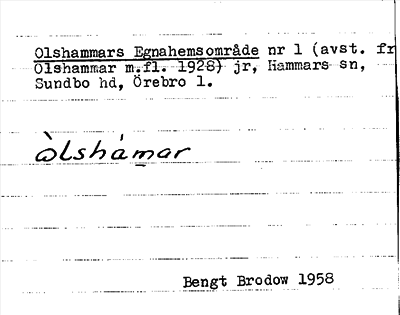 Olshammars Egnahemsområde nr 1 (avst. fr
Olshammar m.fl. 1928) jr, Hammars sn,
Sundbo hd, Örebro l.
òlshámar
Bengt Brodow 1958